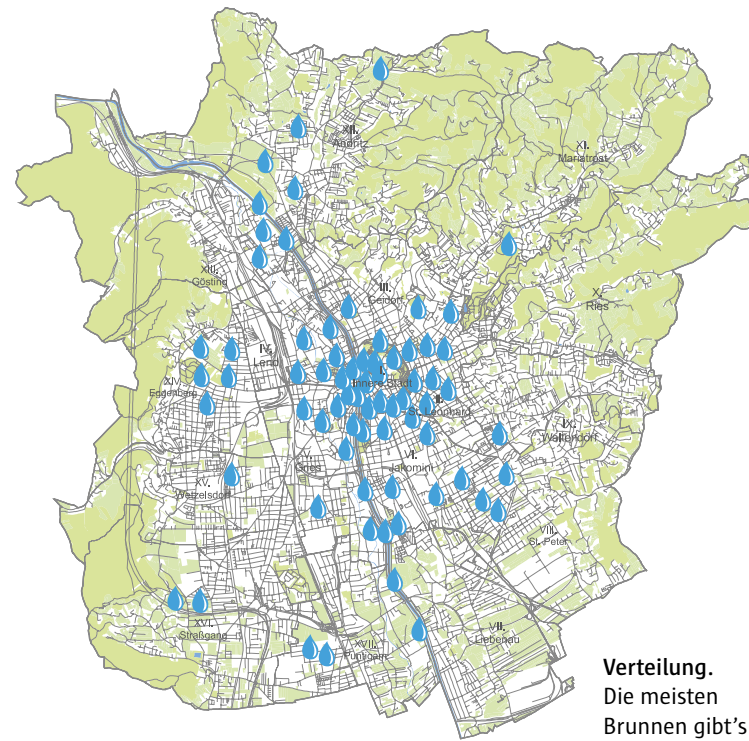 XII.
Andritz
XI.
Mariatrost
III.
Geidorf
XIII.
Gösting
X.
Ries
IV.
Lend
I.
Innere Stadt
XIV.
Eggenberg
II.
St. Leonhard
IX.
Waltendorf
V.
Gries
VI.
Jakomini
XV.
Wetzelsdorf
VIII.
St. Peter
XVI.
Straßgang
VII.
Liebenau
XVII.
Puntigam
Verteilung.
Die meisten
Brunnen gibt's